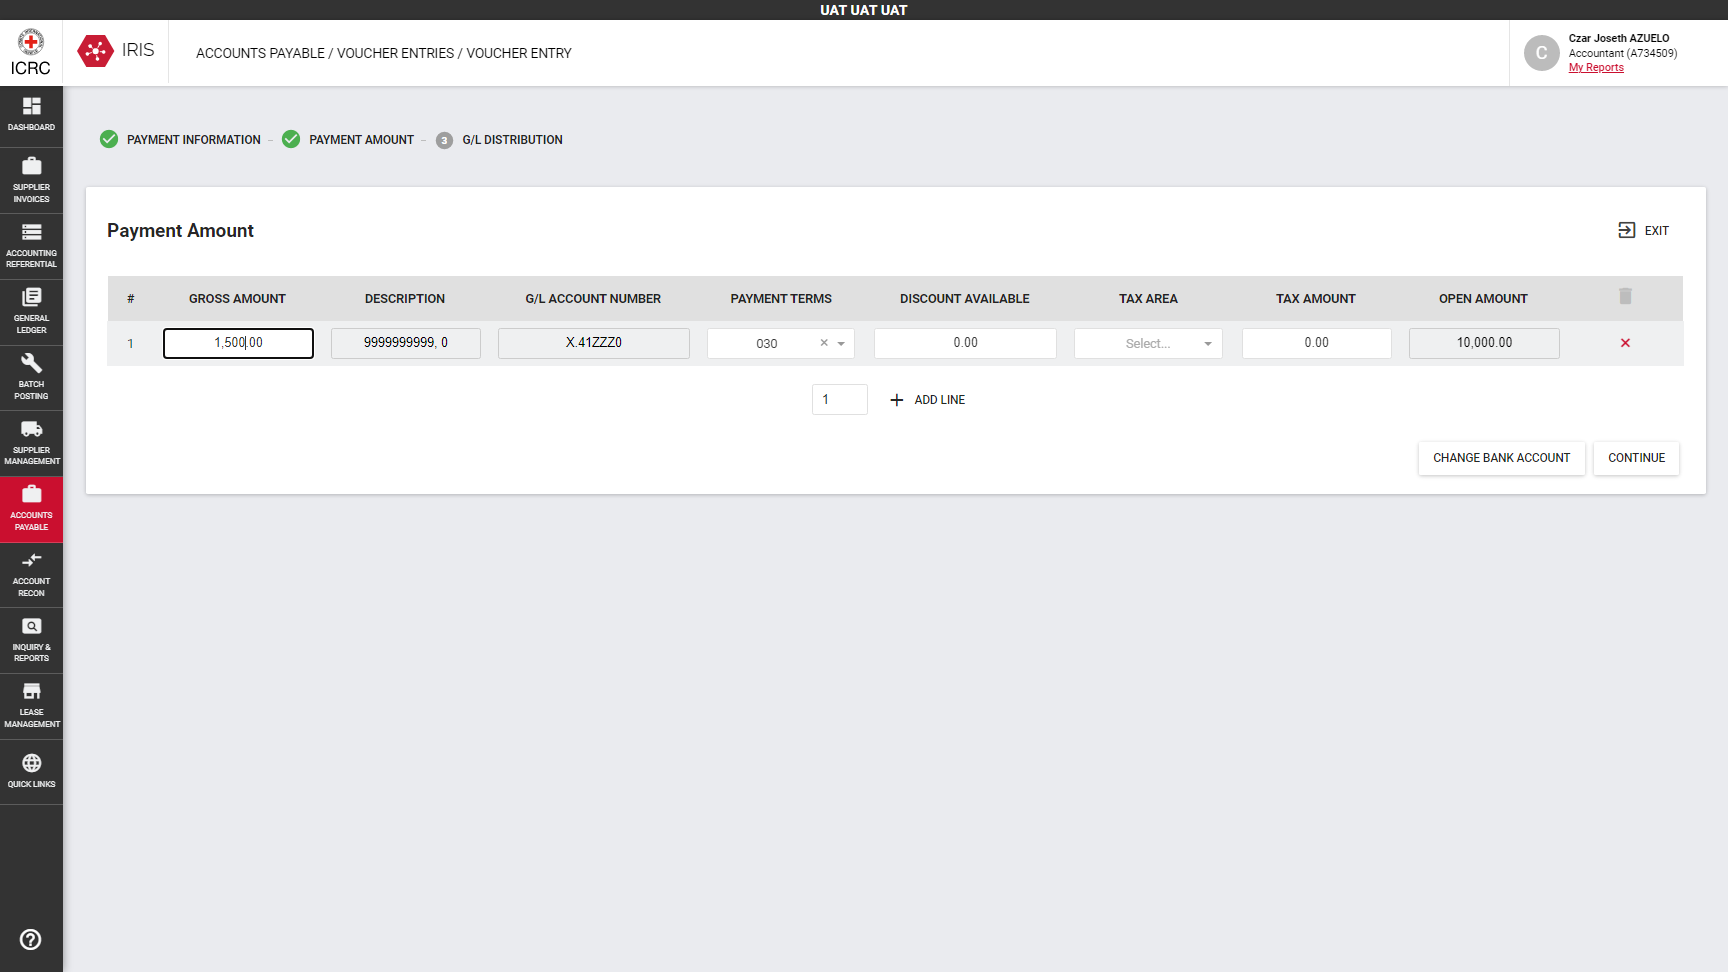 UAT UAT UAT
ICRC
IRIS
ACCOUNTS PAYABLE / VOUCHER ENTRIES / VOUCHER ENTRY
C
Czar Joseth AZUELO
Accountant (A734509)
My Reports
DASHBOARD
SUPPLIER
INVOICES
ACCOUNTING
REFERENTIAL
GENERAL
LEDGER
BATCH
POSTING
SUPPLIER
MANAGEMENT
ACCOUNTS
PAYABLE
ACCOUNT
RECON
INQUIRY &
REPORTS
LEASE
MANAGEMENT
QUICK LINKS
PAYMENT INFORMATION – PAYMENT AMOUNT – 3 G/L DISTRIBUTION
Payment Amount
EXIT
# GROSS AMOUNT DESCRIPTION G/L ACCOUNT NUMBER PAYMENT TERMS DISCOUNT AVAILABLE TAX AREA TAX AMOUNT OPEN AMOUNT
1 1,500.00 9999999999, 0 X.41ZZZ0 030 × 0.00 Select... 0.00 10,000.00 ×
1 + ADD LINE
CHANGE BANK ACCOUNT CONTINUE